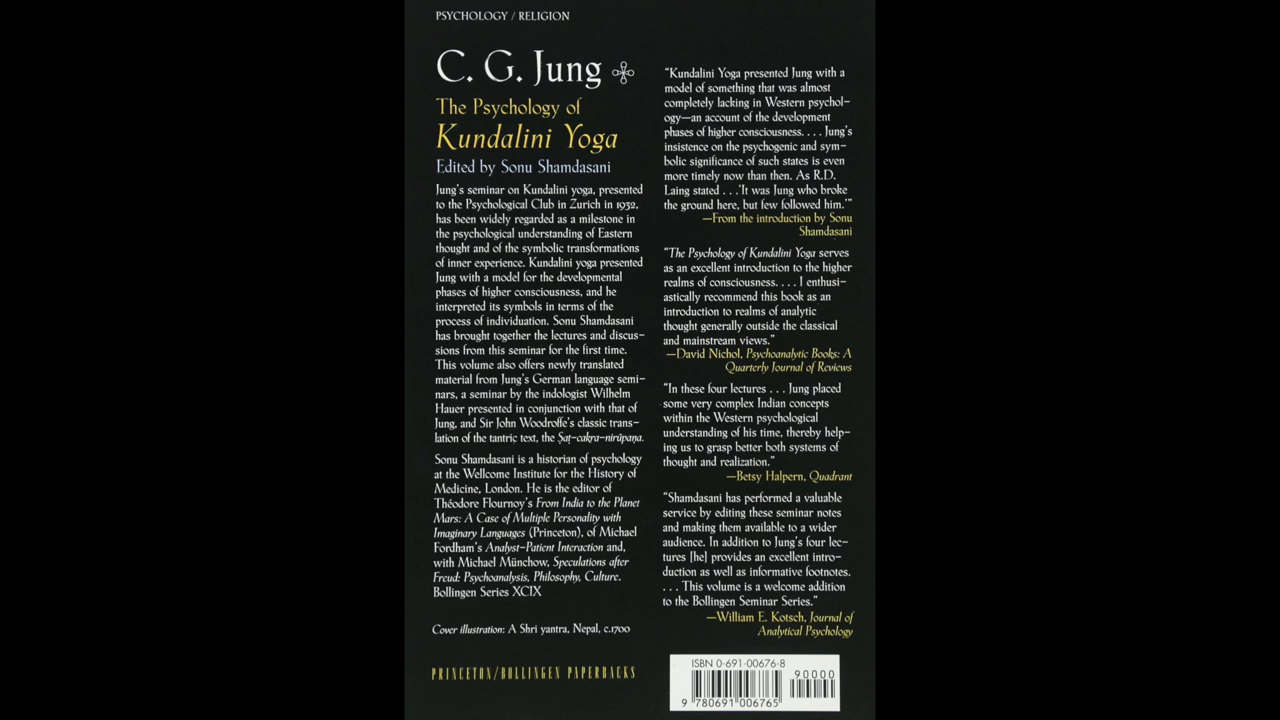 PSYCHOLOGY / RELIGION
C. G. Jung
The Psychology of
Kundalini Yoga
Edited by Sonu Shamdasani
Jung's seminar on Kundalini yoga, presented
to the Psychological Club in Zurich in 1932,
has been widely regarded as a milestone in
the psychological understanding of Eastern
thought and of the symbolic transformations
of inner experience. Kundalini yoga presented
Jung with a model for the developmental
phases of higher consciousness, and he
interpreted its symbols in terms of the
process of individuation. Sonu Shamdasani
has brought together the lectures and discus–
sions from this seminar for the first time.
This volume also offers newly translated
material from Jung's German language semi–
nars, a seminar by the indologist Wilhelm
Hauer presented in conjunction with that of
Jung, and Sir John Woodroffe's classic trans–
lation of the tantric text, the Ṣaṭ–cakra–nirūpaṇa.
Sonu Shamdasani is a historian of psychology
at the Wellcome Institute for the History of
Medicine, London. He is the editor of
Théodore Flournoy's From India to the Planet
Mars: A Case of Multiple Personality with
Imaginary Languages (Princeton), of Michael
Fordham's Analyst–Patient Interaction and,
with Michael Münchow, Speculations after
Freud: Psychoanalysis, Philosophy, Culture.
Bollingen Series XCIX
Cover illustration: A Shri yantra, Nepal, c.1700
PRINCETON/BOLLINGEN PAPERBACKS
“Kundalini Yoga presented Jung with a
model of something that was almost
completely lacking in Western psychol–
ogy—an account of the development
phases of higher consciousness. . . . Jung's
insistence on the psychogenic and sym–
bolic significance of such states is even
more timely now than then. As R.D.
Laing stated . . .‘It was Jung who broke
the ground here, but few followed him.’”
—From the introduction by Sonu
Shamdasani
“The Psychology of Kundalini Yoga serves
as an excellent introduction to the higher
realms of consciousness. . . . I enthusi–
astically recommend this book as an
introduction to realms of analytic
thought generally outside the classical
and mainstream views.”
—David Nichol, Psychoanalytic Books: A
Quarterly Journal of Reviews
“In these four lectures . . . Jung placed
some very complex Indian concepts
within the Western psychological
understanding of his time, thereby help–
ing us to grasp better both systems of
thought and realization.”
—Betsy Halpern, Quadrant
“Shamdasani has performed a valuable
service by editing these seminar notes
and making them available to a wider
audience. In addition to Jung's four lec–
tures [he] provides an excellent intro–
duction as well as informative footnotes.
. . . This volume is a welcome addition
to the Bollingen Seminar Series.”
—William E. Kotsch, Journal of
Analytical Psychology
ISBN 0-691-00676-8
90000
9 780691 006765